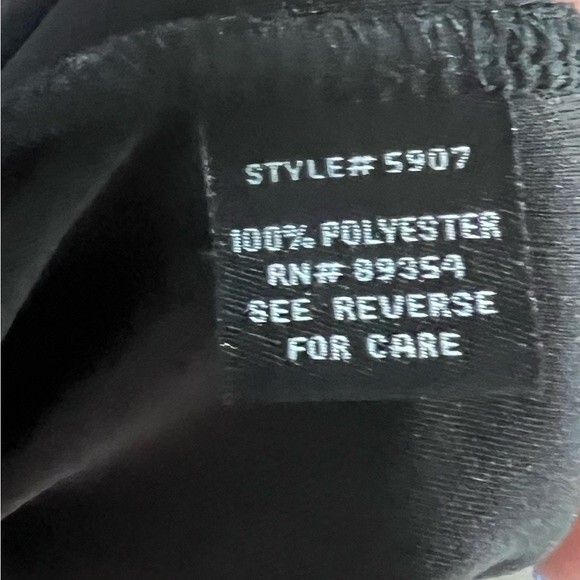 STYLE# 5907
100% POLYESTER
RN# 89354
SEE REVERSE
FOR CARE